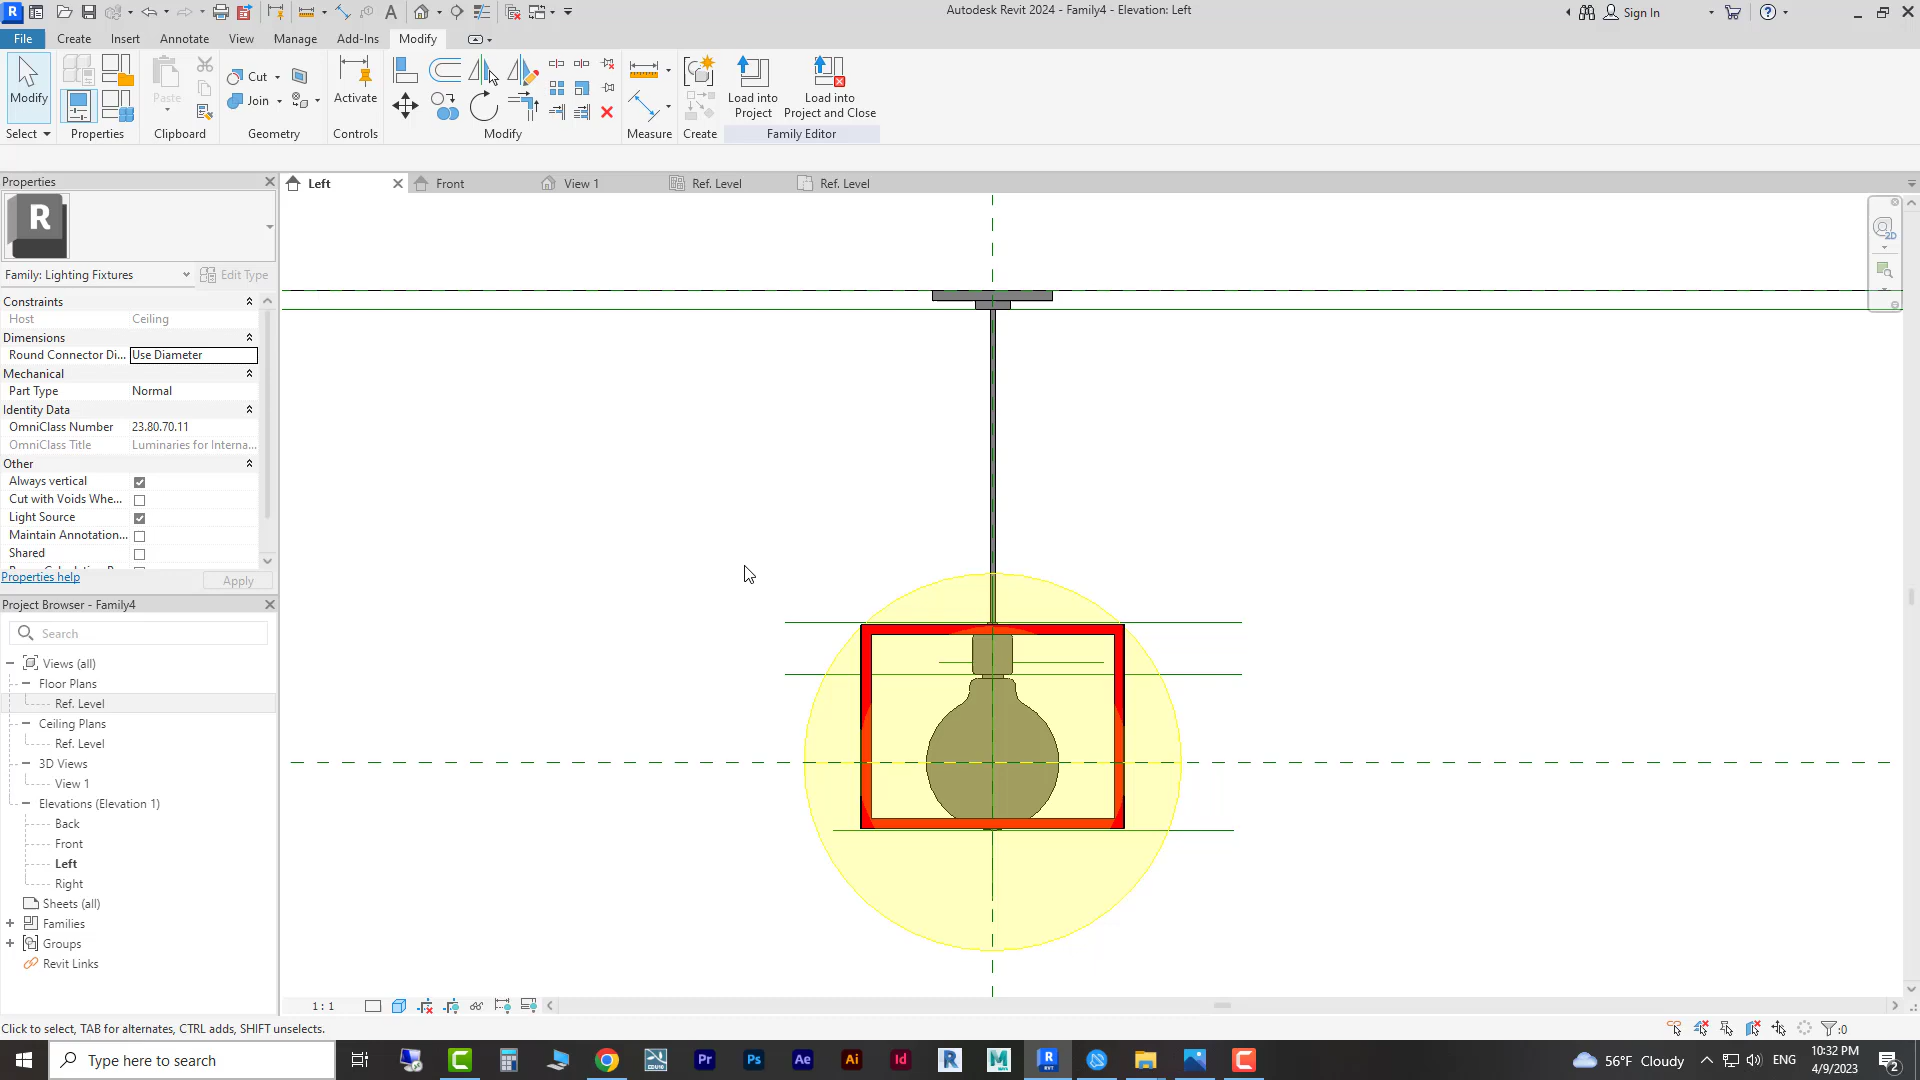 Autodesk Revit 2024 - Family4 - Elevation: Left
Sign In
File
Create
Insert
Annotate
View
Manage
Add-Ins
Modify
Modify
Paste
Cut
Join
Activate
Load into
Project
Load into
Project and Close
Select
Properties
Clipboard
Geometry
Controls
Modify
Measure
Create
Family Editor
Properties
Left
Front
View 1
Ref. Level
Ref. Level
R
Family: Lighting Fixtures
Edit Type
Constraints
Host
Ceiling
Dimensions
Round Connector Di...
Use Diameter
Mechanical
Part Type
Normal
Identity Data
OmniClass Number
23.80.70.11
OmniClass Title
Luminaries for Interna...
Other
Always vertical
Cut with Voids Whe...
Light Source
Maintain Annotation...
Shared
Properties help
Apply
Project Browser - Family4
Search
Views (all)
Floor Plans
Ref. Level
Ceiling Plans
Ref. Level
3D Views
View 1
Elevations (Elevation 1)
Back
Front
Left
Right
Sheets (all)
Families
Groups
Revit Links
1 : 1
Click to select, TAB for alternates, CTRL adds, SHIFT unselects.
:0
Type here to search
Pr
Ps
Ae
Ai
Id
R
M
R
56°F Cloudy
ENG
10:32 PM
4/9/2023
2